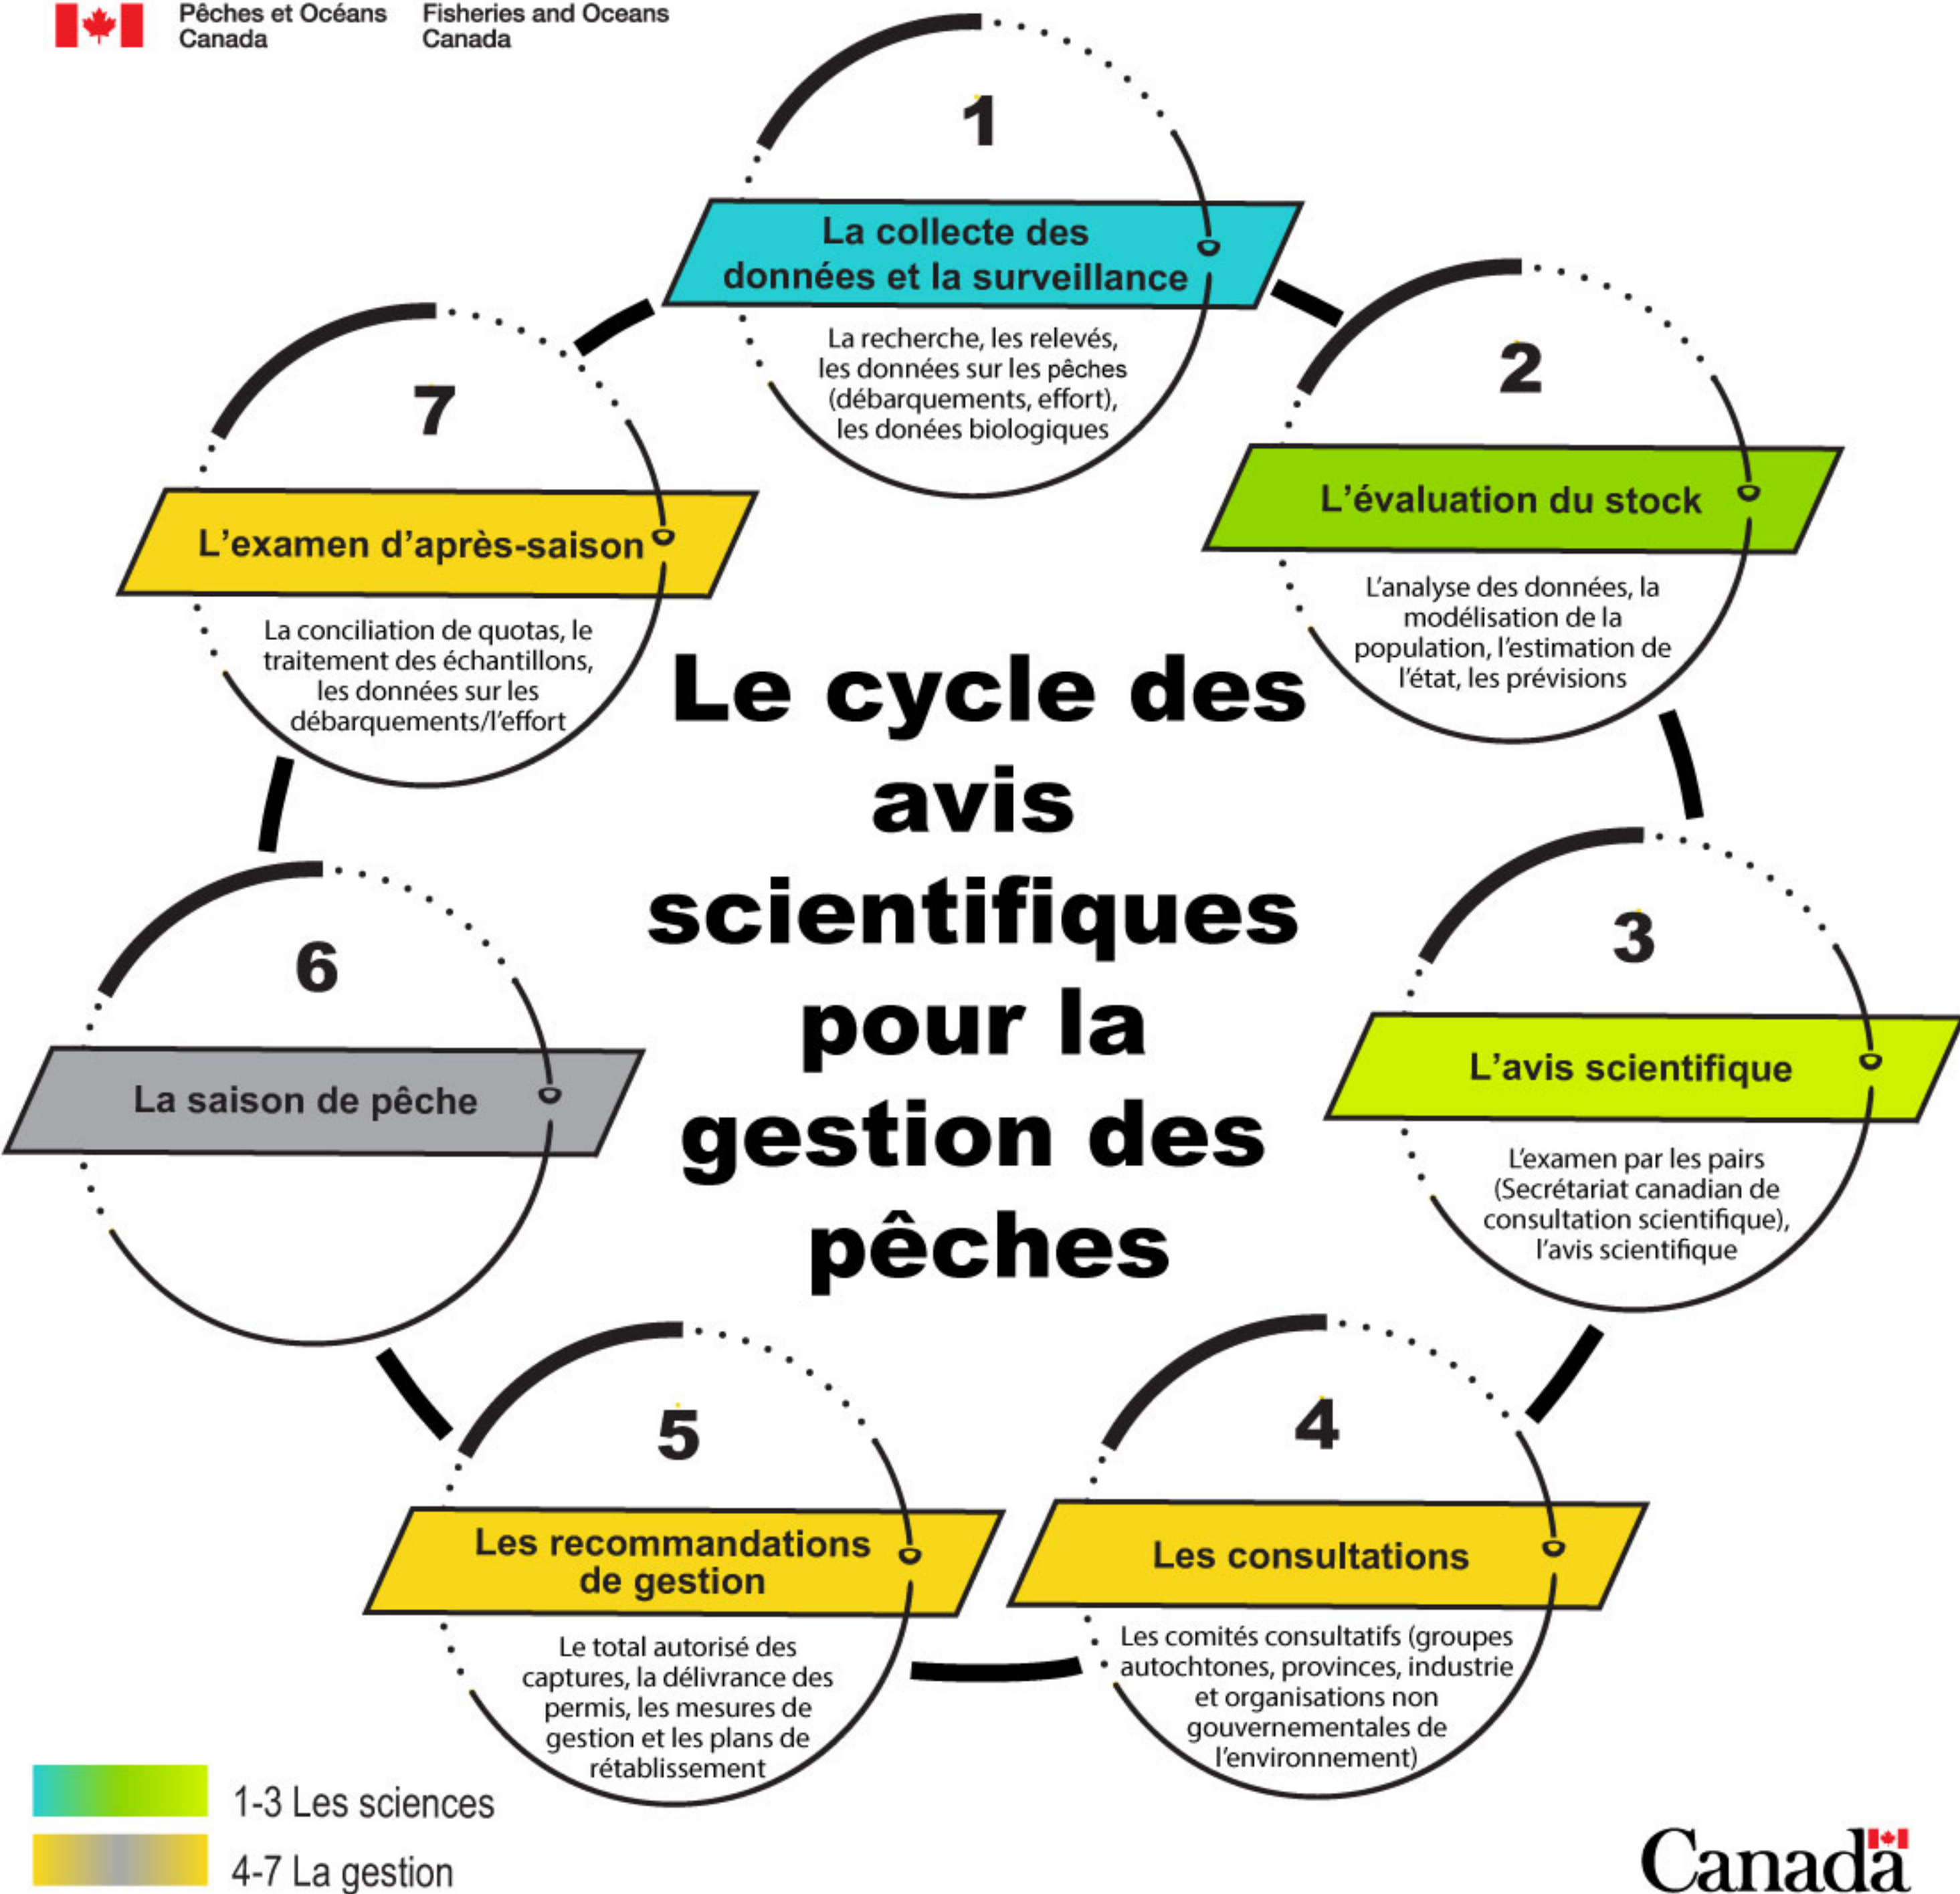 Pêches et Océans
Canada
Fisheries and Oceans
Canada
1
La collecte des
données et la surveillance
La recherche, les relevés,
les données sur les pêches
(débarquements, effort),
les donées biologiques
2
L'évaluation du stock
L'analyse des données, la
modélisation de la
population, l'estimation de
l'état, les prévisions
3
L'avis scientifique
L'examen par les pairs
(Secrétariat canadian de
consultation scientifique),
l'avis scientifique
4
Les consultations
Les comités consultatifs (groupes
autochtones, provinces, industrie
et organisations non
gouvernementales de
l'environnement)
5
Les recommandations
de gestion
Le total autorisé des
captures, la délivrance des
permis, les mesures de
gestion et les plans de
rétablissement
6
La saison de pêche
7
L'examen d'après-saison
La conciliation de quotas, le
traitement des échantillons,
les données sur les
débarquements/l'effort
Le cycle des
avis
scientifiques
pour la
gestion des
pêches
1-3 Les sciences
4-7 La gestion
Canada